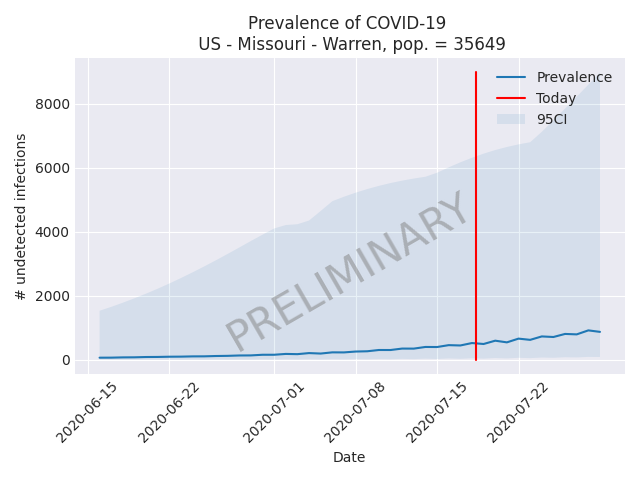 Prevalence of COVID-19
US - Missouri - Warren, pop. = 35649
Prevalence
Today
95CI
8000
6000
4000
2000
0
# undetected infections
PRELIMINARY
2020-06-15
2020-06-22
2020-07-01
2020-07-08
2020-07-15
2020-07-22
Date